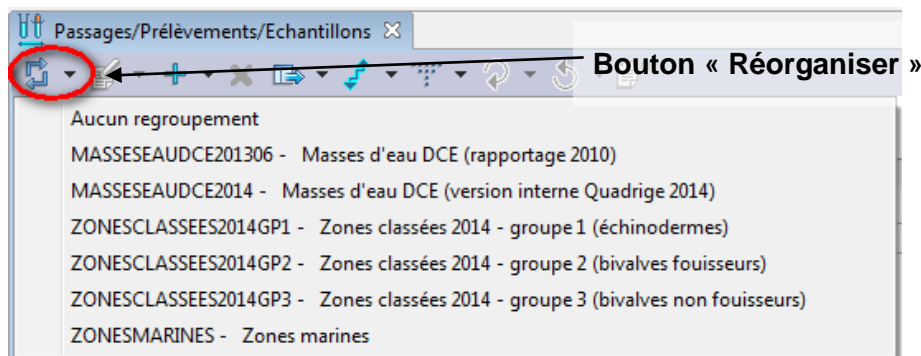 Passages/Prélèvements/Echantillons
Bouton « Réorganiser »
Aucun regroupement
MASSESEAUDCE201306 - Masses d'eau DCE (rapportage 2010)
MASSESEAUDCE2014 - Masses d'eau DCE (version interne Quadrige 2014)
ZONESCLASSEES2014GP1 - Zones classées 2014 - groupe 1 (échinodermes)
ZONESCLASSEES2014GP2 - Zones classées 2014 - groupe 2 (bivalves fouisseurs)
ZONESCLASSEES2014GP3 - Zones classées 2014 - groupe 3 (bivalves non fouisseurs)
ZONESMARINES - Zones marines